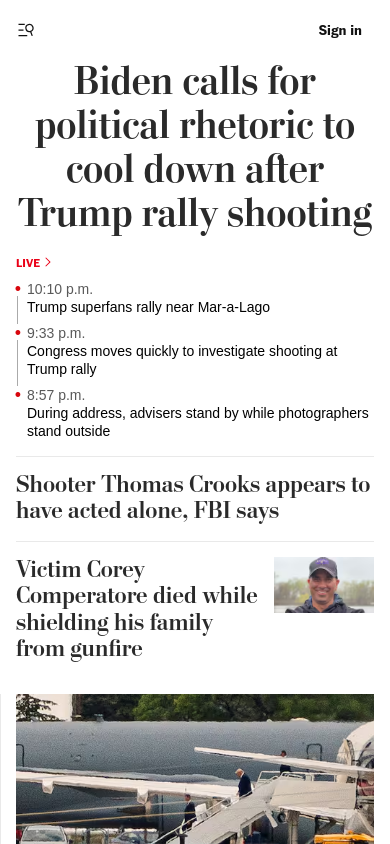 Sign in
Biden calls for
political rhetoric to
cool down after
Trump rally shooting
LIVE
10:10 p.m.
Trump superfans rally near Mar-a-Lago
9:33 p.m.
Congress moves quickly to investigate shooting at
Trump rally
8:57 p.m.
During address, advisers stand by while photographers
stand outside
Shooter Thomas Crooks appears to
have acted alone, FBI says
Victim Corey
Comperatore died while
shielding his family
from gunfire